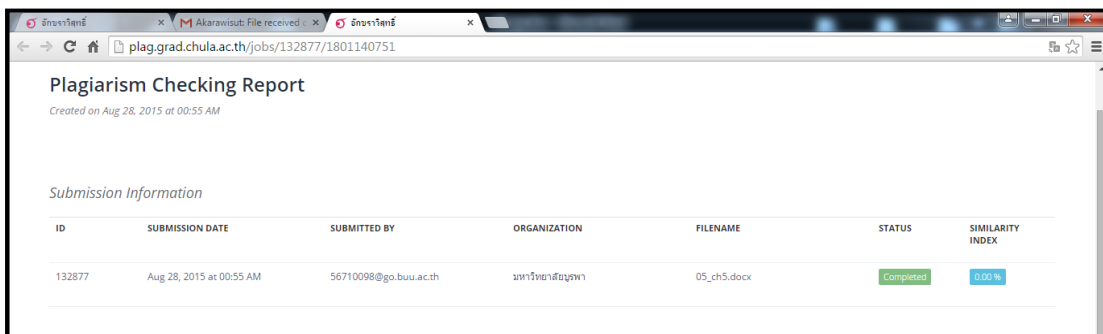 อักขราวิสุทธิ์
Akarawisut: File received c
อักขราวิสุทธิ์
plag.grad.chula.ac.th/jobs/132877/1801140751
Plagiarism Checking Report
Created on Aug 28, 2015 at 00:55 AM
Submission Information
ID SUBMISSION DATE SUBMITTED BY ORGANIZATION FILENAME STATUS SIMILARITY INDEX
132877 Aug 28, 2015 at 00:55 AM 56710098@go.buu.ac.th มหาวิทยาลัยบูรพา 05_ch5.docx Completed 0.00 %